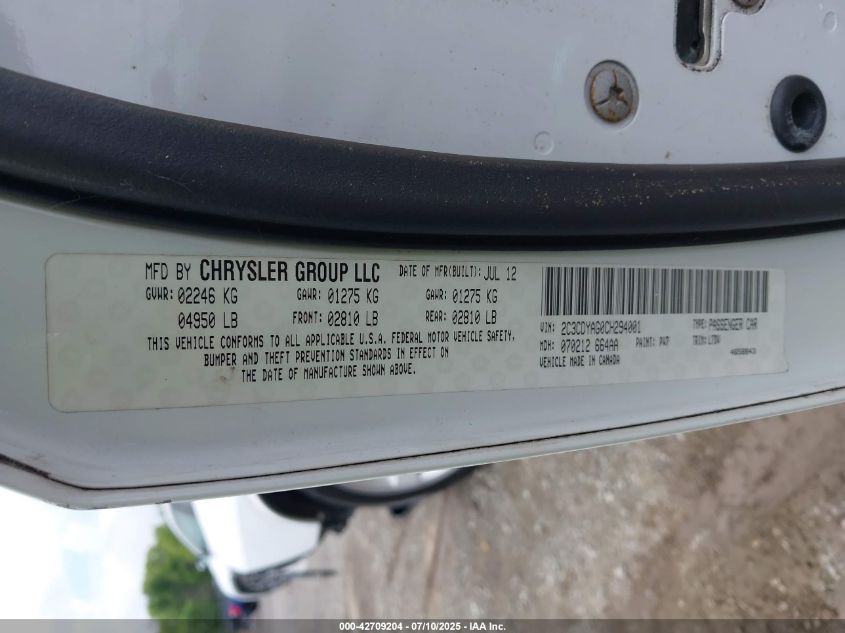 MFD BY CHRYSLER GROUP LLC DATE OF MFR(BUILT): JUL 12
GVWR: 02246 KG GAWR: 01275 KG GAWR: 01275 KG
04950 LB FRONT: 02810 LB REAR: 02810 LB
THIS VEHICLE CONFORMS TO ALL APPLICABLE U.S.A. FEDERAL MOTOR VEHICLE SAFETY,
BUMPER AND THEFT PREVENTION STANDARDS IN EFFECT ON
THE DATE OF MANUFACTURE SHOWN ABOVE.
VIN: 2C3CDYAG0CH294001 TYPE: PASSENGER CAR
MDH: 070212 664AA PAINT: PW7 TRIM: L7DV
VEHICLE MADE IN CANADA
000-42709204 - 07/10/2025 - IAA Inc.